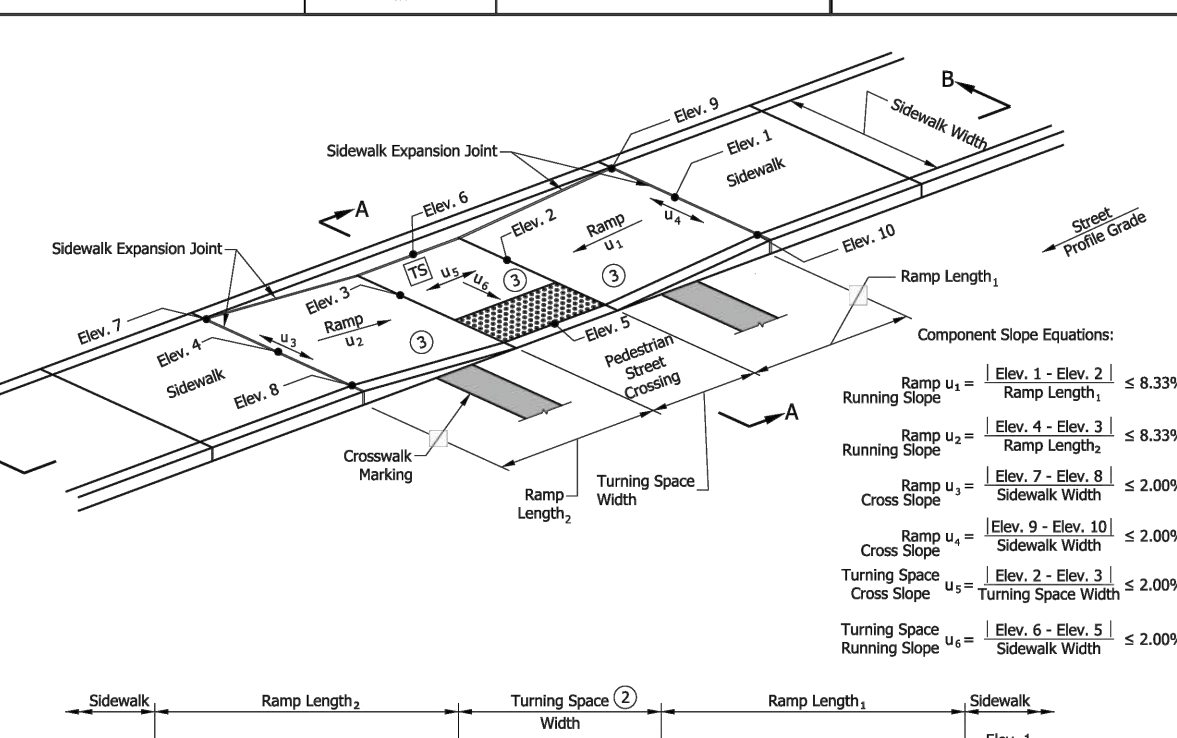 B
Elev. 9
Sidewalk Width
Elev. 1
Sidewalk Expansion Joint
Sidewalk
Elev. 6
A
u4
Elev. 2
Ramp
u1
Street
Profile Grade
Elev. 10
Sidewalk Expansion Joint
TS
u5
u6
3
3
Ramp Length1
Elev. 3
Elev. 7
Ramp
u2
Elev. 5
Component Slope Equations:
u3
3
Elev. 4
Pedestrian
Street
Crossing
Sidewalk
Elev. 8
A
Crosswalk
Marking
Ramp
Length2
Turning Space
Width
Ramp u1 = | Elev. 1 - Elev. 2 | ≤ 8.33%
Running Slope Ramp Length1
Ramp u2 = | Elev. 4 - Elev. 3 | ≤ 8.33%
Running Slope Ramp Length2
Ramp u3 = | Elev. 7 - Elev. 8 | ≤ 2.00%
Cross Slope Sidewalk Width
Ramp u4 = |Elev. 9 - Elev. 10| ≤ 2.00%
Cross Slope Sidewalk Width
Turning Space u5 = | Elev. 2 - Elev. 3 | ≤ 2.00%
Cross Slope Turning Space Width
Turning Space u6 = | Elev. 6 - Elev. 5 | ≤ 2.00%
Running Slope Sidewalk Width
Sidewalk Ramp Length2 Turning Space 2 Ramp Length1 Sidewalk
Width
Elev. 1